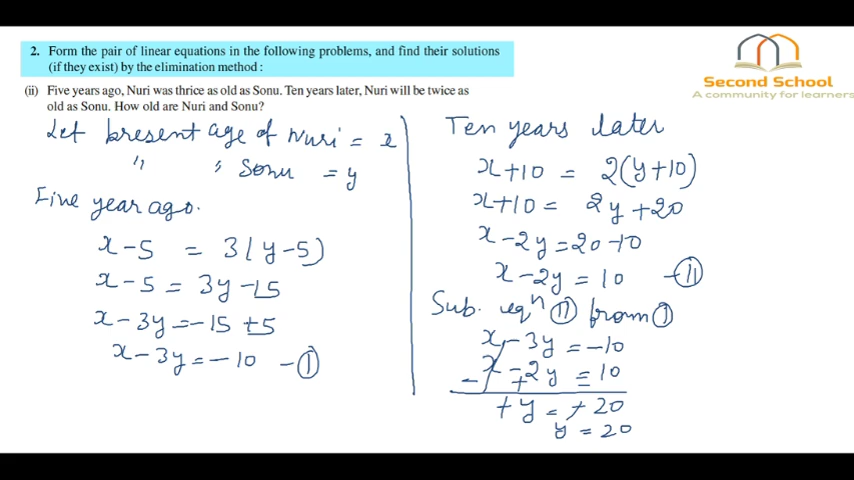 2. Form the pair of linear equations in the following problems, and find their solutions
(if they exist) by the elimination method :
(ii) Five years ago, Nuri was thrice as old as Sonu. Ten years later, Nuri will be twice as
old as Sonu. How old are Nuri and Sonu?
Second School
A community for learners
Let present age of Nuri = x
" " Sonu = y
Five year ago.
x - 5 = 3(y - 5)
x - 5 = 3y - 15
x - 3y = - 15 + 5
x - 3y = - 10 - (I)
Ten years later
x + 10 = 2(y + 10)
x + 10 = 2y + 20
x - 2y = 20 - 10
x - 2y = 10 - (II)
Sub. eqn (II) from (I)
x - 3y = - 10
x - 2y = 10
- + -
+ y = + 20
y = 20